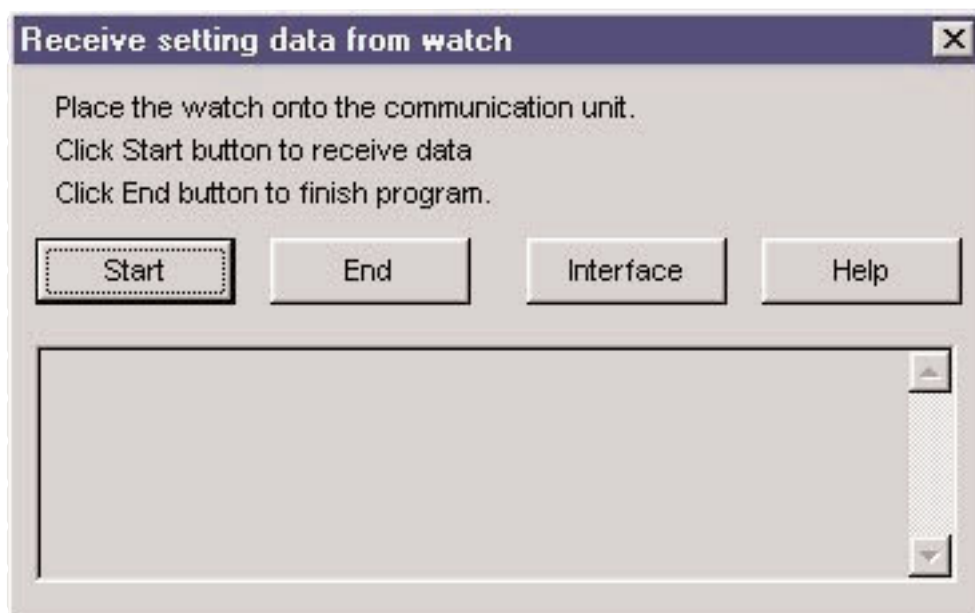 Receive setting data from watch
Place the watch onto the communication unit.
Click Start button to receive data
Click End button to finish program.
Start End Interface Help